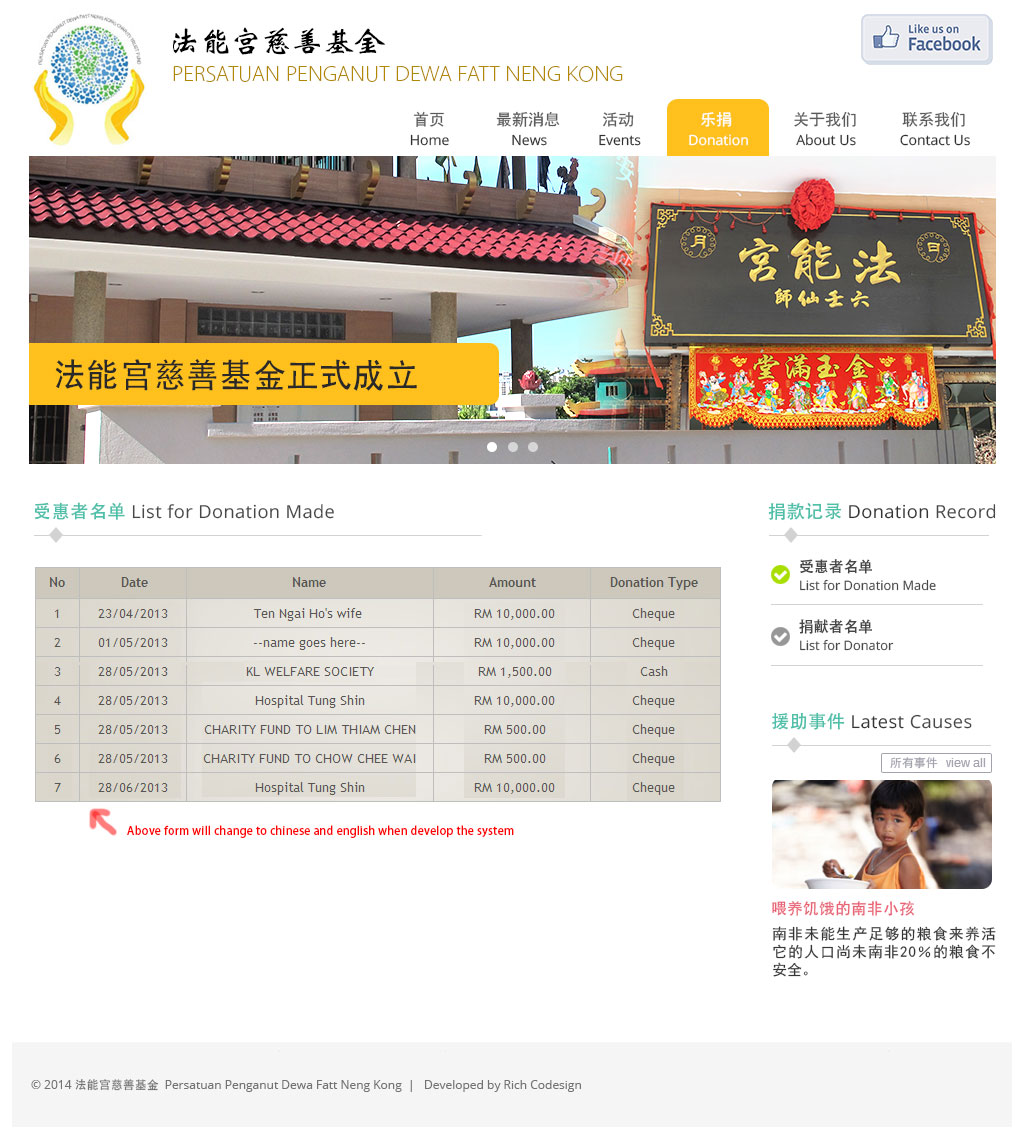 法能宫慈善基金
PERSATUAN PENGANUT DEWA FATT NENG KONG
Like us on
Facebook
首页
Home
最新消息
News
活动
Events
乐捐
Donation
关于我们
About Us
联系我们
Contact Us
安
月
宮能法
日
師仙壬六
堂滿玉金
法能宫慈善基金正式成立
受惠者名单 List for Donation Made
No Date Name Amount Donation Type
1 23/04/2013 Ten Ngai Ho's wife RM 10,000.00 Cheque
2 01/05/2013 --name goes here-- RM 10,000.00 Cheque
3 28/05/2013 KL WELFARE SOCIETY RM 1,500.00 Cash
4 28/05/2013 Hospital Tung Shin RM 10,000.00 Cheque
5 28/05/2013 CHARITY FUND TO LIM THIAM CHEN RM 500.00 Cheque
6 28/05/2013 CHARITY FUND TO CHOW CHEE WAI RM 500.00 Cheque
7 28/06/2013 Hospital Tung Shin RM 10,000.00 Cheque
Above form will change to chinese and english when develop the system
捐款记录 Donation Record
受惠者名单
List for Donation Made
捐献者名单
List for Donator
援助事件 Latest Causes
所有事件 view all
喂养饥饿的南非小孩
南非未能生产足够的粮食来养活
它的人口尚未南非20%的粮食不
安全。
© 2014 法能宫慈善基金 Persatuan Penganut Dewa Fatt Neng Kong | Developed by Rich Codesign